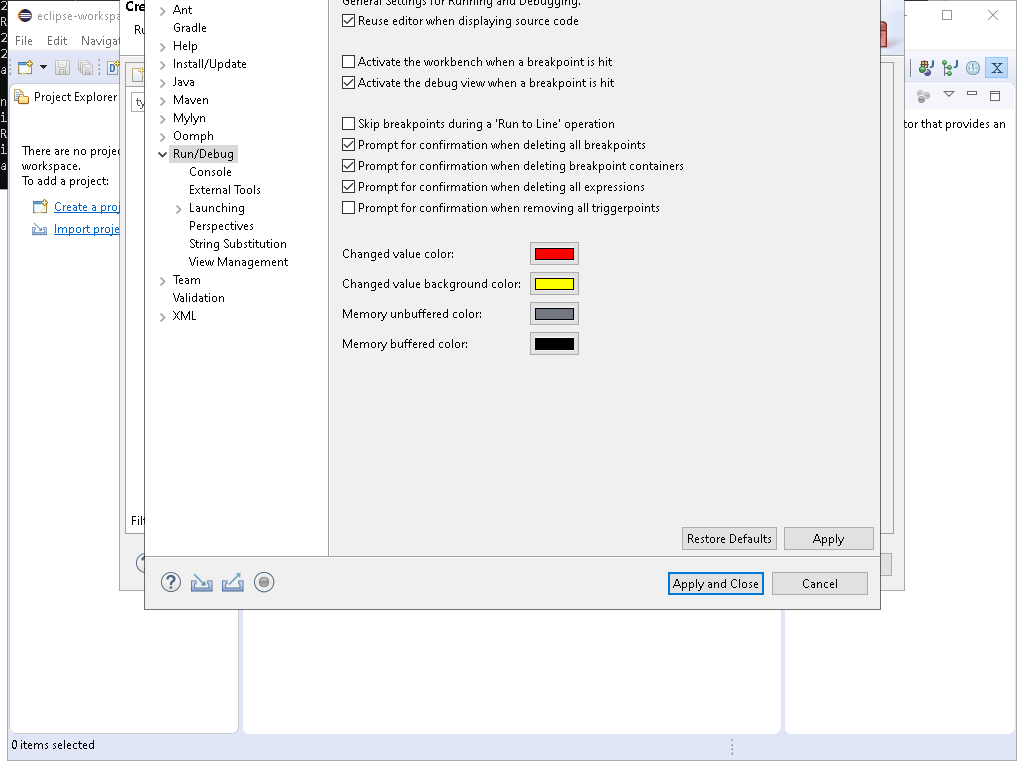 eclipse-workspa
Cre
File Edit Navigat
Ru
Project Explorer
ty
There are no projec
workspace.
To add a project:
Create a proj
Import proje
Filt
Ant
Gradle
Help
Install/Update
Java
Maven
Mylyn
Oomph
Run/Debug
Console
External Tools
Launching
Perspectives
String Substitution
View Management
Team
Validation
XML
General Settings for Running and Debugging.
Reuse editor when displaying source code
Activate the workbench when a breakpoint is hit
Activate the debug view when a breakpoint is hit
Skip breakpoints during a 'Run to Line' operation
Prompt for confirmation when deleting all breakpoints
Prompt for confirmation when deleting breakpoint containers
Prompt for confirmation when deleting all expressions
Prompt for confirmation when removing all triggerpoints
Changed value color:
Changed value background color:
Memory unbuffered color:
Memory buffered color:
Restore Defaults Apply
Apply and Close Cancel
tor that provides an
0 items selected